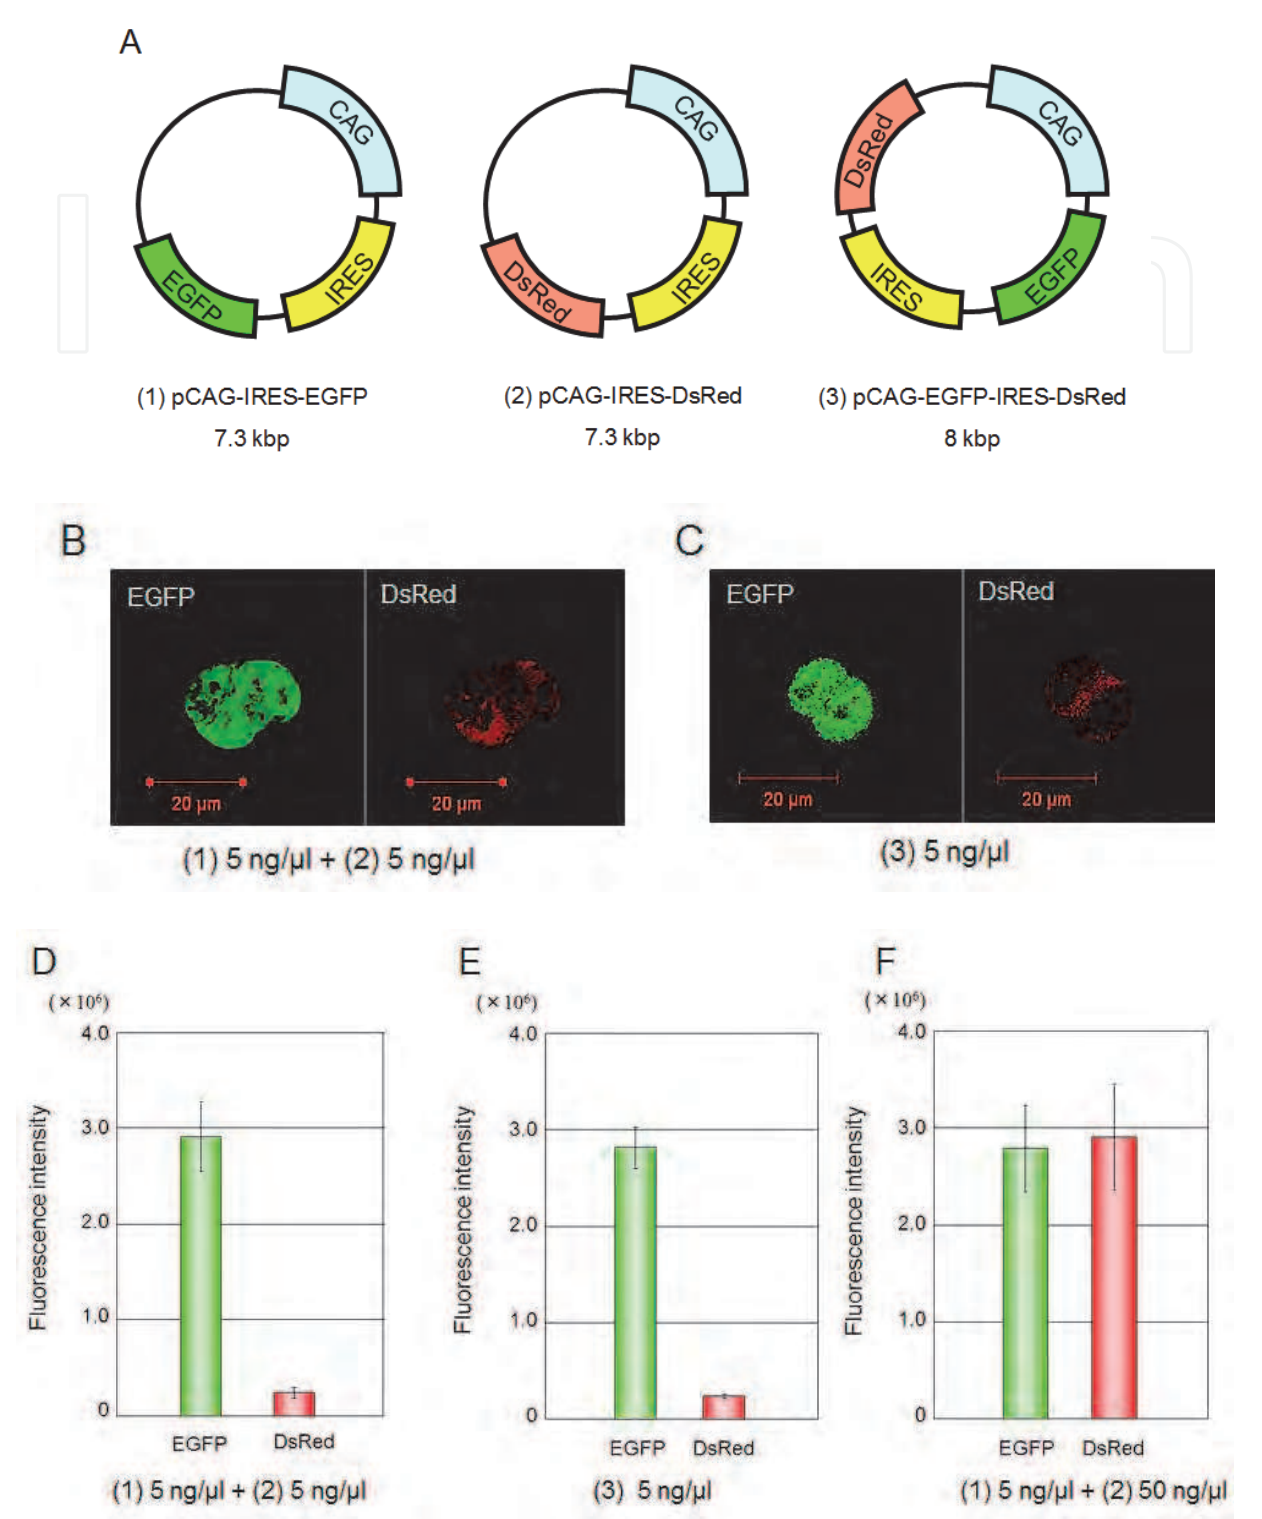 A
CAG
IRES
EGFP
CAG
IRES
DsRed
CAG
EGFP
IRES
DsRed
(1) pCAG-IRES-EGFP
7.3 kbp
(2) pCAG-IRES-DsRed
7.3 kbp
(3) pCAG-EGFP-IRES-DsRed
8 kbp
B
EGFP
DsRed
20 µm
20 µm
(1) 5 ng/µl + (2) 5 ng/µl
C
EGFP
DsRed
20 µm
20 µm
(3) 5 ng/µl
D
(×10⁶)
Fluorescence intensity
4.0
3.0
2.0
1.0
0
EGFP
DsRed
(1) 5 ng/µl + (2) 5 ng/µl
E
(×10⁶)
Fluorescence intensity
4.0
3.0
2.0
1.0
0
EGFP
DsRed
(3) 5 ng/µl
F
(×10⁶)
Fluorescence intensity
4.0
3.0
2.0
1.0
0
EGFP
DsRed
(1) 5 ng/µl + (2) 50 ng/µl